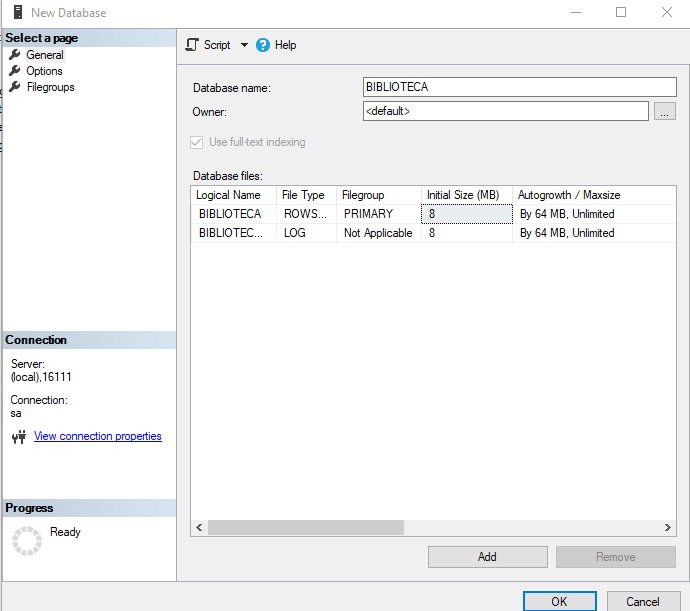 New Database
Select a page
General
Options
Filegroups
Script
Help
Database name:
BIBLIOTECA
Owner:
<default>
...
Use full-text indexing
Database files:
Logical Name File Type Filegroup Initial Size (MB) Autogrowth / Maxsize
BIBLIOTECA ROWS... PRIMARY 8 By 64 MB, Unlimited
BIBLIOTEC... LOG Not Applicable 8 By 64 MB, Unlimited
Connection
Server:
(local),16111
Connection:
sa
View connection properties
Progress
Ready
Add
Remove
OK
Cancel